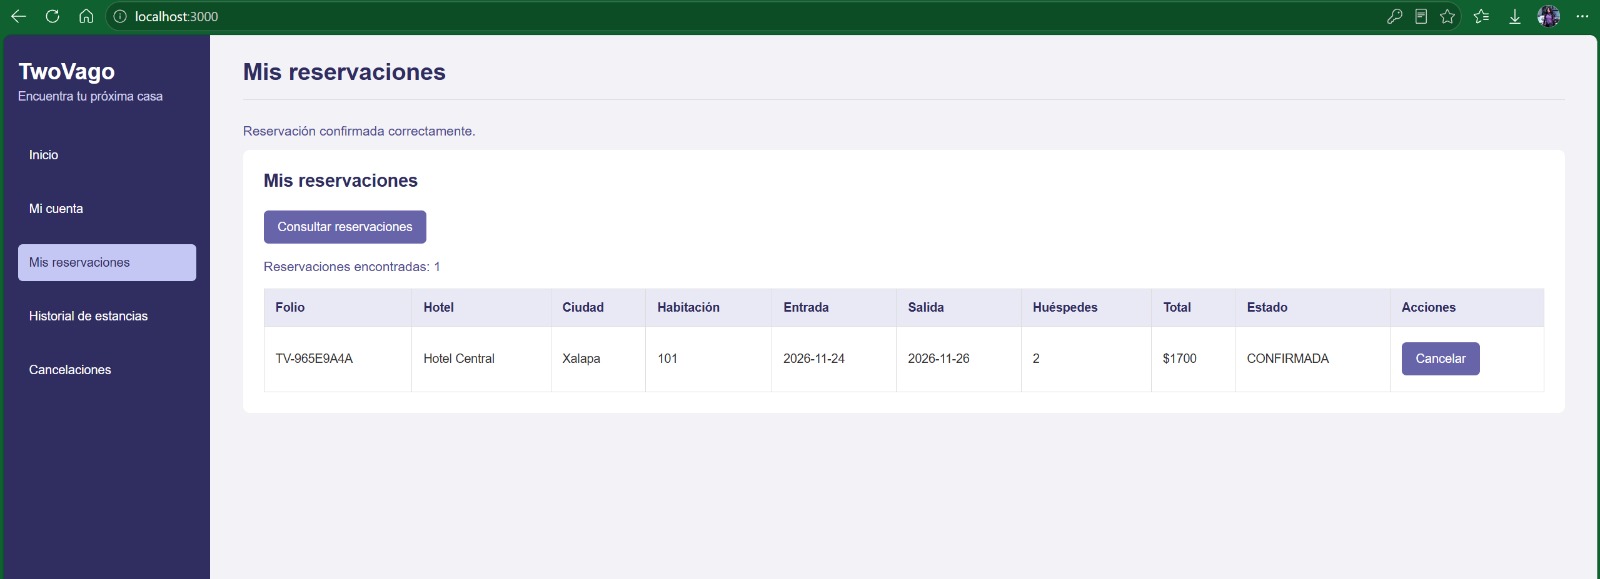 localhost:3000
TwoVago
Encuentra tu próxima casa
Inicio
Mi cuenta
Mis reservaciones
Historial de estancias
Cancelaciones
Mis reservaciones
Reservación confirmada correctamente.
Mis reservaciones
Consultar reservaciones
Reservaciones encontradas: 1
Folio Hotel Ciudad Habitación Entrada Salida Huéspedes Total Estado Acciones
TV-965E9A4A Hotel Central Xalapa 101 2026-11-24 2026-11-26 2 $1700 CONFIRMADA Cancelar